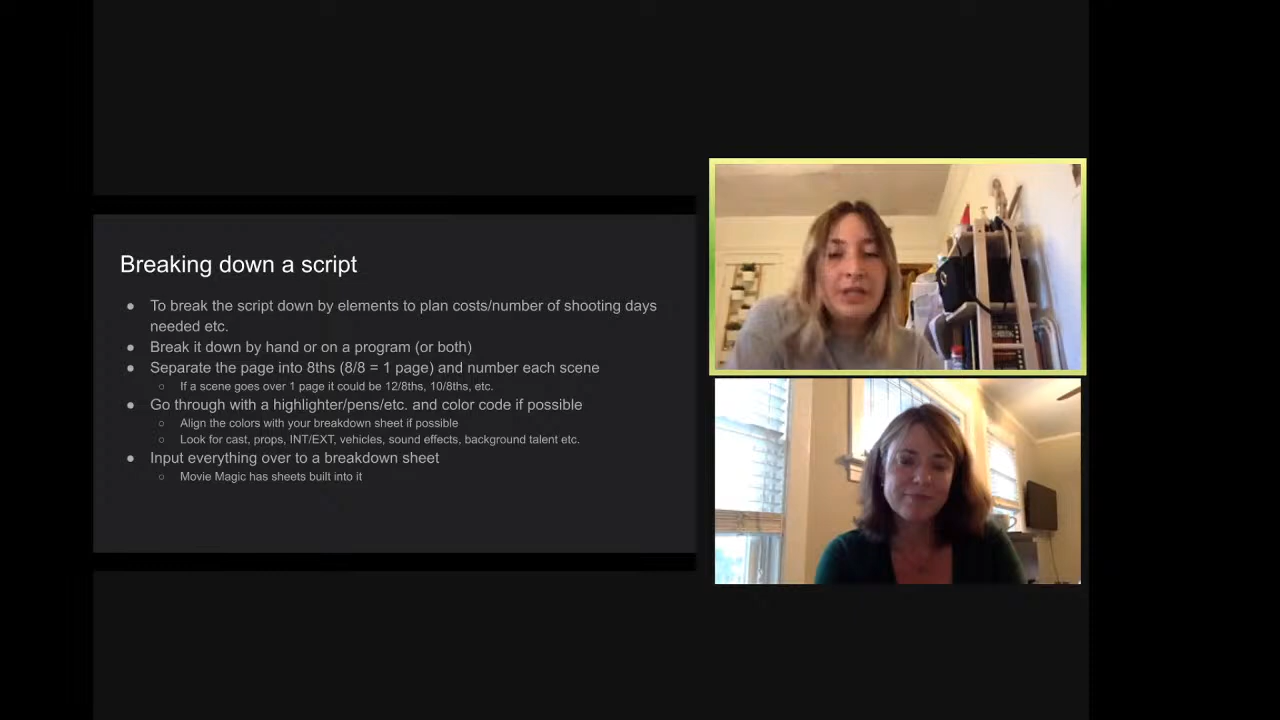 Breaking down a script
● To break the script down by elements to plan costs/number of shooting days
needed etc.
● Break it down by hand or on a program (or both)
● Separate the page into 8ths (8/8 = 1 page) and number each scene
○ If a scene goes over 1 page it could be 12/8ths, 10/8ths, etc.
● Go through with a highlighter/pens/etc. and color code if possible
○ Align the colors with your breakdown sheet if possible
○ Look for cast, props, INT/EXT, vehicles, sound effects, background talent etc.
● Input everything over to a breakdown sheet
○ Movie Magic has sheets built into it